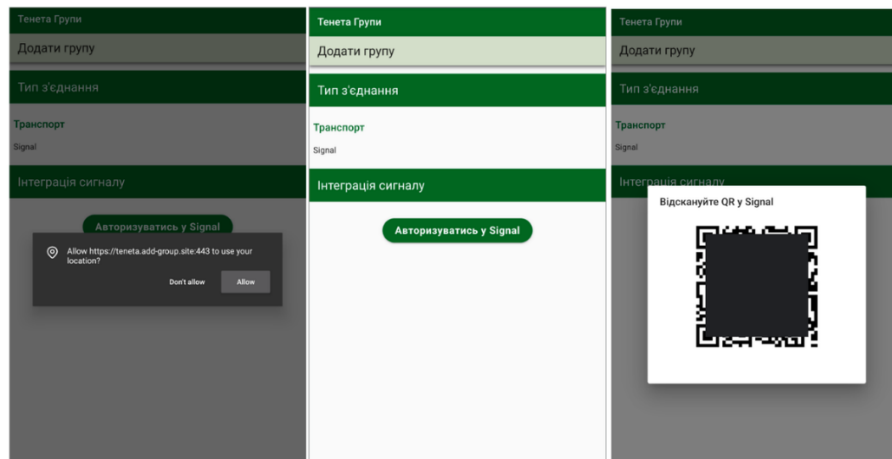 Тенета Групи
Додати групу
Тип з'єднання
Транспорт
Signal
Інтеграція сигналу
Авторизуватись у Signal
Allow https://teneta.add-group.site:443 to use your
location?
Don't allow
Allow
Тенета Групи
Додати групу
Тип з'єднання
Транспорт
Signal
Інтеграція сигналу
Авторизуватись у Signal
Тенета Групи
Додати групу
Тип з'єднання
Транспорт
Signal
Інтеграція сигналу
Відскануйте QR у Signal